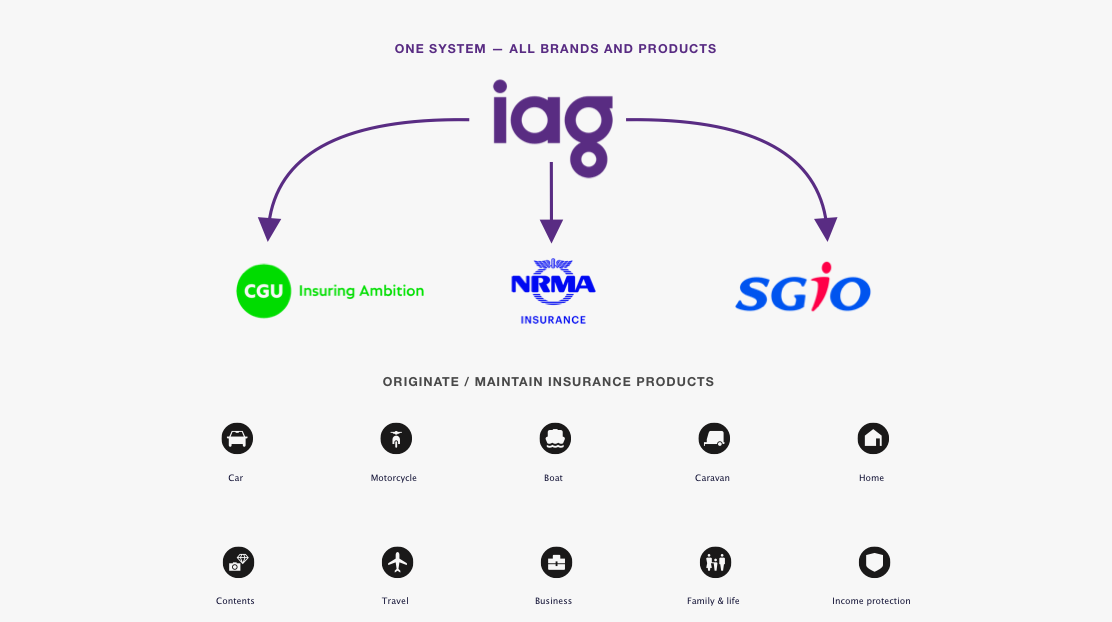 ONE SYSTEM — ALL BRANDS AND PRODUCTS
iag
CGU Insuring Ambition
NRMA
INSURANCE
SGiO
ORIGINATE / MAINTAIN INSURANCE PRODUCTS
Car Motorcycle Boat Caravan Home
Contents Travel Business Family & life Income protection